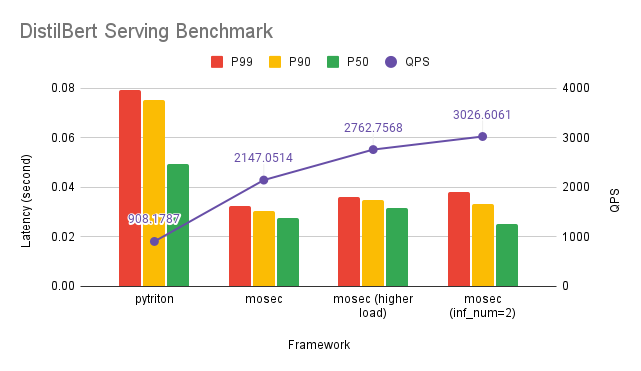 DistilBert Serving Benchmark
P99 P90 P50 QPS
0.08 4000
3026.6061
0.06 2762.7568 3000
2147.0514
0.04 2000
908.1787
0.02 1000
0.00 0
Latency (second)
QPS
pytriton mosec mosec (higher mosec
load) (inf_num=2)
Framework